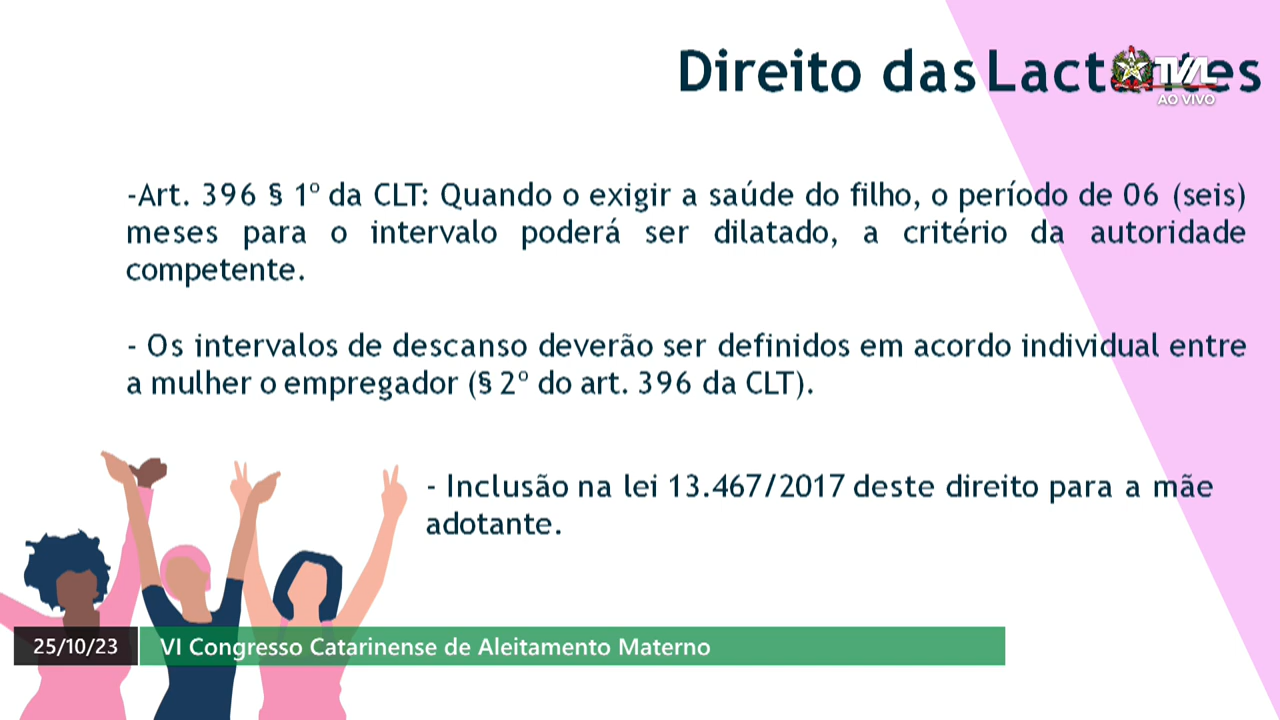 Direito das Lactantes
TVAL
AO VIVO
-Art. 396 § 1º da CLT: Quando o exigir a saúde do filho, o período de 06 (seis)
meses para o intervalo poderá ser dilatado, a critério da autoridade
competente.
- Os intervalos de descanso deverão ser definidos em acordo individual entre
a mulher o empregador (§ 2º do art. 396 da CLT).
- Inclusão na lei 13.467/2017 deste direito para a mãe
adotante.
25/10/23 VI Congresso Catarinense de Aleitamento Materno